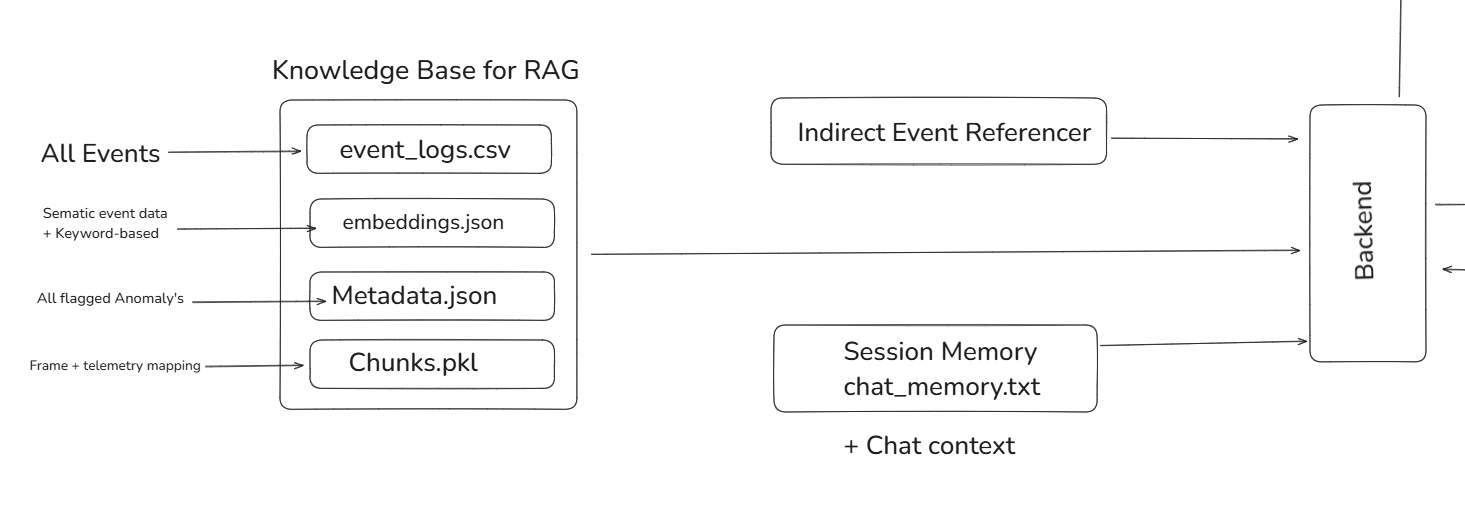 Knowledge Base for RAG
All Events
event_logs.csv
Sematic event data
+ Keyword-based
embeddings.json
All flagged Anomaly's
Metadata.json
Frame + telemetry mapping
Chunks.pkl
Indirect Event Referencer
Session Memory
chat_memory.txt
+ Chat context
Backend